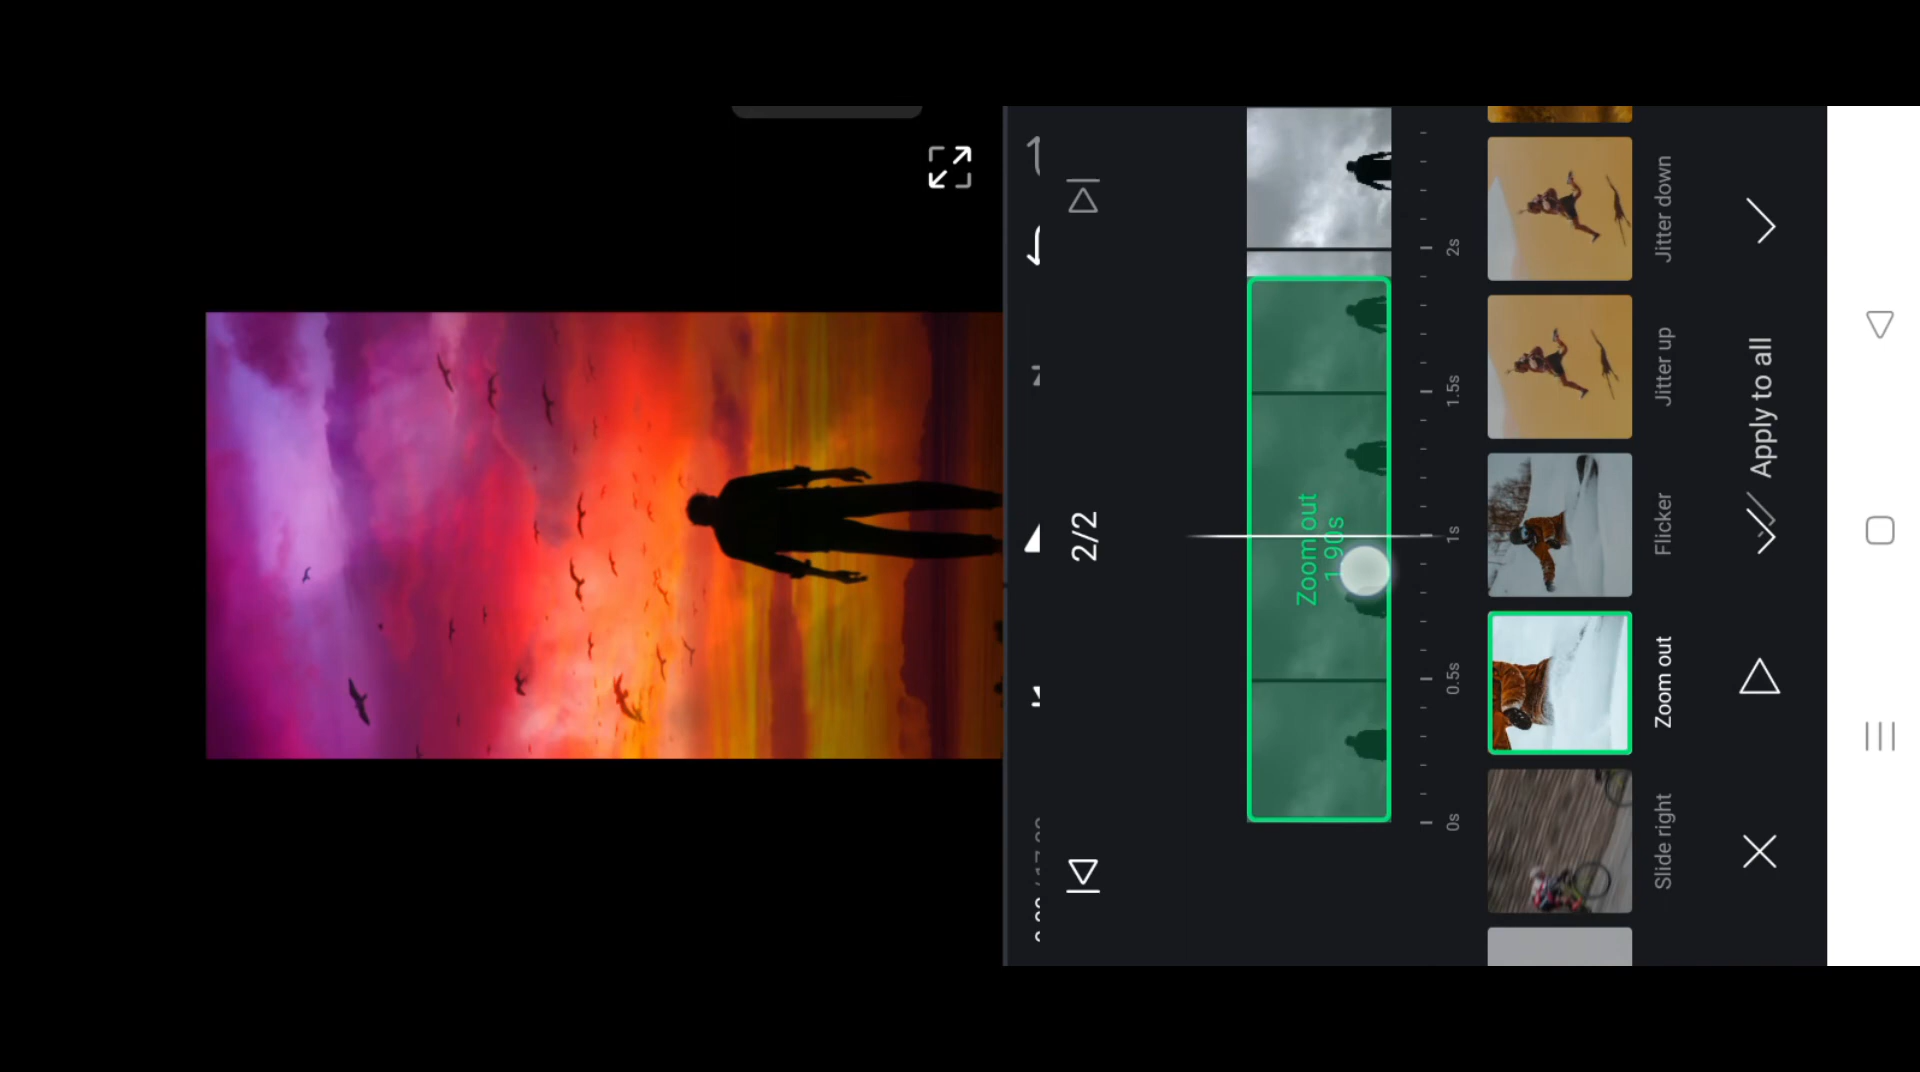 2/2
Zoom out
1.90s
0s
0.5s
1s
1.5s
2s
Slide right
Zoom out
Flicker
Jitter up
Jitter down
Apply to all